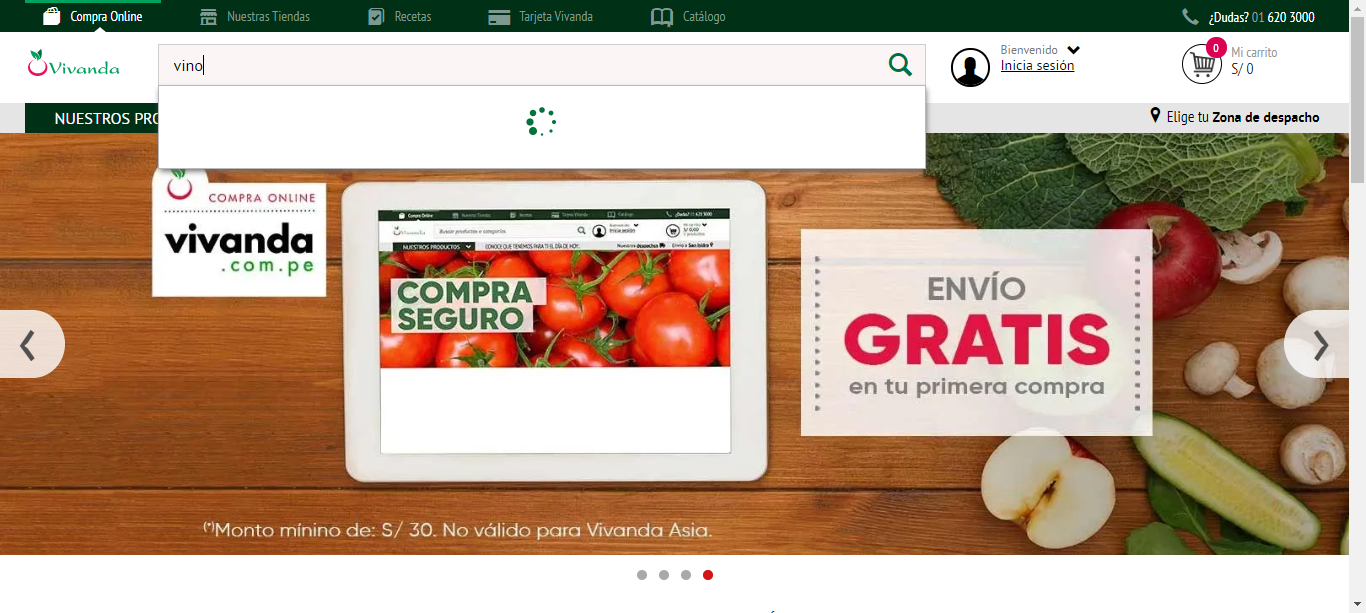 Compra Online
Nuestras Tiendas
Recetas
Tarjeta Vivanda
Catálogo
¿Dudas? 01 620 3000
Vivanda
vino
Bienvenido
Inicia sesión
0
Mi carrito
S/ 0
NUESTROS PRO
Elige tu Zona de despacho
COMPRA ONLINE
vivanda
.com.pe
Compra Online
Nuestras Tiendas
Recetas
Tarjeta Vivanda
Catálogo
¿Dudas? 01 620 3000
Vivanda
Buscar productos o categorías
Bienvenido
Inicia sesión
Mi carrito
S/ 0.00
0 productos
NUESTROS PRODUCTOS
CONOCE QUE TENEMOS PARA TI EL DÍA DE HOY.
Nuestros despachos
Envío a San Isidro
COMPRA
SEGURO
ENVÍO
GRATIS
en tu primera compra
(*)Monto mínino de: S/ 30. No válido para Vivanda Asia.